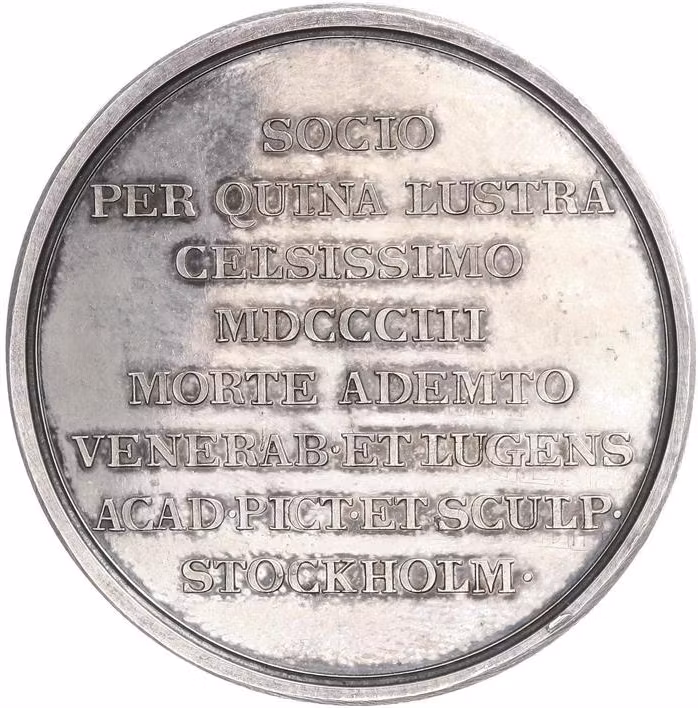 SOCIO
PER QUINA LUSTRA
CELSISSIMO
MDCCCIII
MORTE ADEMTO
VENERAB·ET LUGENS
ACAD·PICT·ET SCULP·
STOCKHOLM·